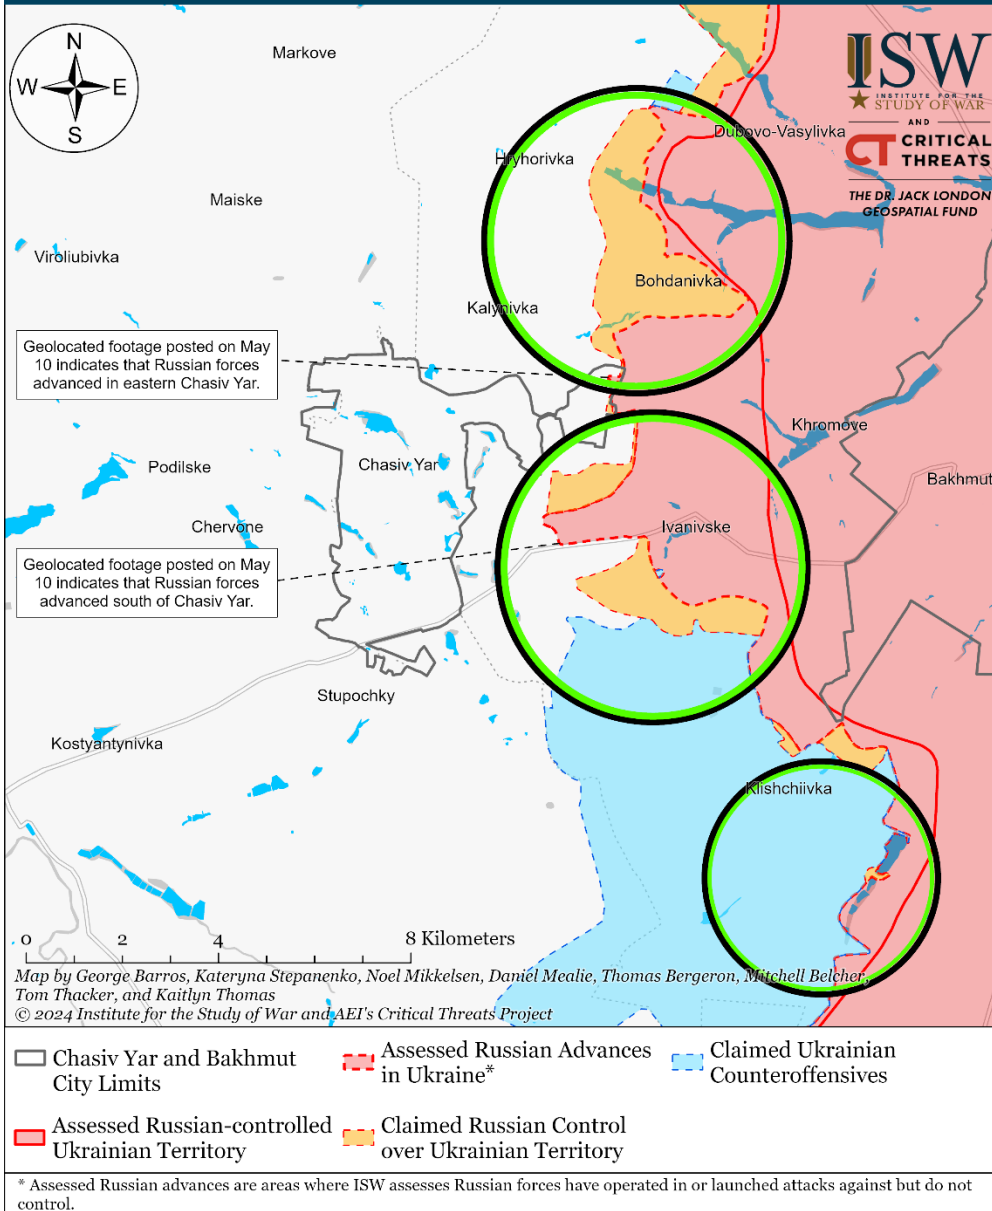 N
W
E
S
Markove
ISW
INSTITUTE FOR THE
STUDY OF WAR
AND
CT CRITICAL
THREATS
THE DR. JACK LONDON
GEOSPATIAL FUND
Dubovo-Vasylivka
Hryhorivka
Maiske
Viroliubivka
Bohdanivka
Kalynivka
Geolocated footage posted on May
10 indicates that Russian forces
advanced in eastern Chasiv Yar.
Khromove
Podilske
Chasiv Yar
Bakhmut
Chervone
Ivanivske
Geolocated footage posted on May
10 indicates that Russian forces
advanced south of Chasiv Yar.
Stupochky
Kostyantynivka
Klishchiivka
0 2 4 8 Kilometers
Map by George Barros, Kateryna Stepanenko, Noel Mikkelsen, Daniel Mealie, Thomas Bergeron, Mitchell Belcher,
Tom Thacker, and Kaitlyn Thomas
© 2024 Institute for the Study of War and AEI's Critical Threats Project
Chasiv Yar and Bakhmut
City Limits
Assessed Russian Advances
in Ukraine*
Claimed Ukrainian
Counteroffensives
Assessed Russian-controlled
Ukrainian Territory
Claimed Russian Control
over Ukrainian Territory
* Assessed Russian advances are areas where ISW assesses Russian forces have operated in or launched attacks against but do not
control.